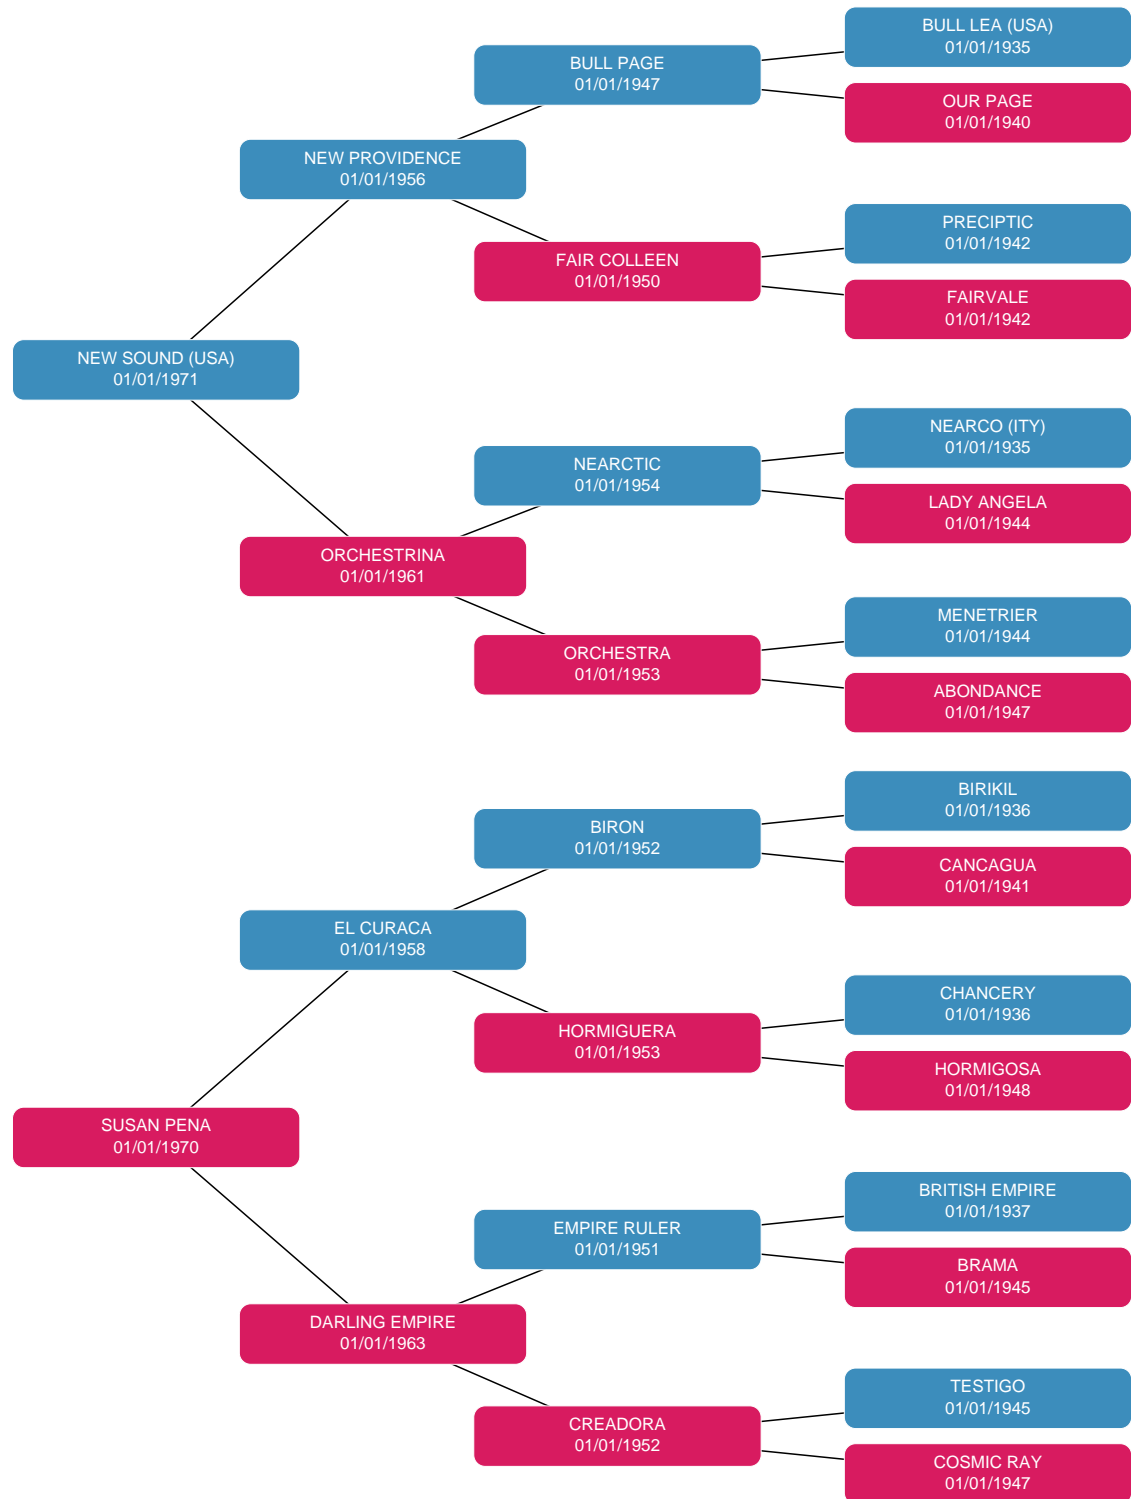 BULL LEA (USA)
01/01/1935
BULL PAGE
01/01/1947
OUR PAGE
01/01/1940
NEW PROVIDENCE
01/01/1956
PRECIPTIC
01/01/1942
FAIR COLLEEN
01/01/1950
FAIRVALE
01/01/1942
NEW SOUND (USA)
01/01/1971
NEARCO (ITY)
01/01/1935
NEARCTIC
01/01/1954
LADY ANGELA
01/01/1944
ORCHESTRINA
01/01/1961
MENETRIER
01/01/1944
ORCHESTRA
01/01/1953
ABONDANCE
01/01/1947
BIRIKIL
01/01/1936
BIRON
01/01/1952
CANCAGUA
01/01/1941
EL CURACA
01/01/1958
CHANCERY
01/01/1936
HORMIGUERA
01/01/1953
HORMIGOSA
01/01/1948
SUSAN PENA
01/01/1970
BRITISH EMPIRE
01/01/1937
EMPIRE RULER
01/01/1951
BRAMA
01/01/1945
DARLING EMPIRE
01/01/1963
TESTIGO
01/01/1945
CREADORA
01/01/1952
COSMIC RAY
01/01/1947